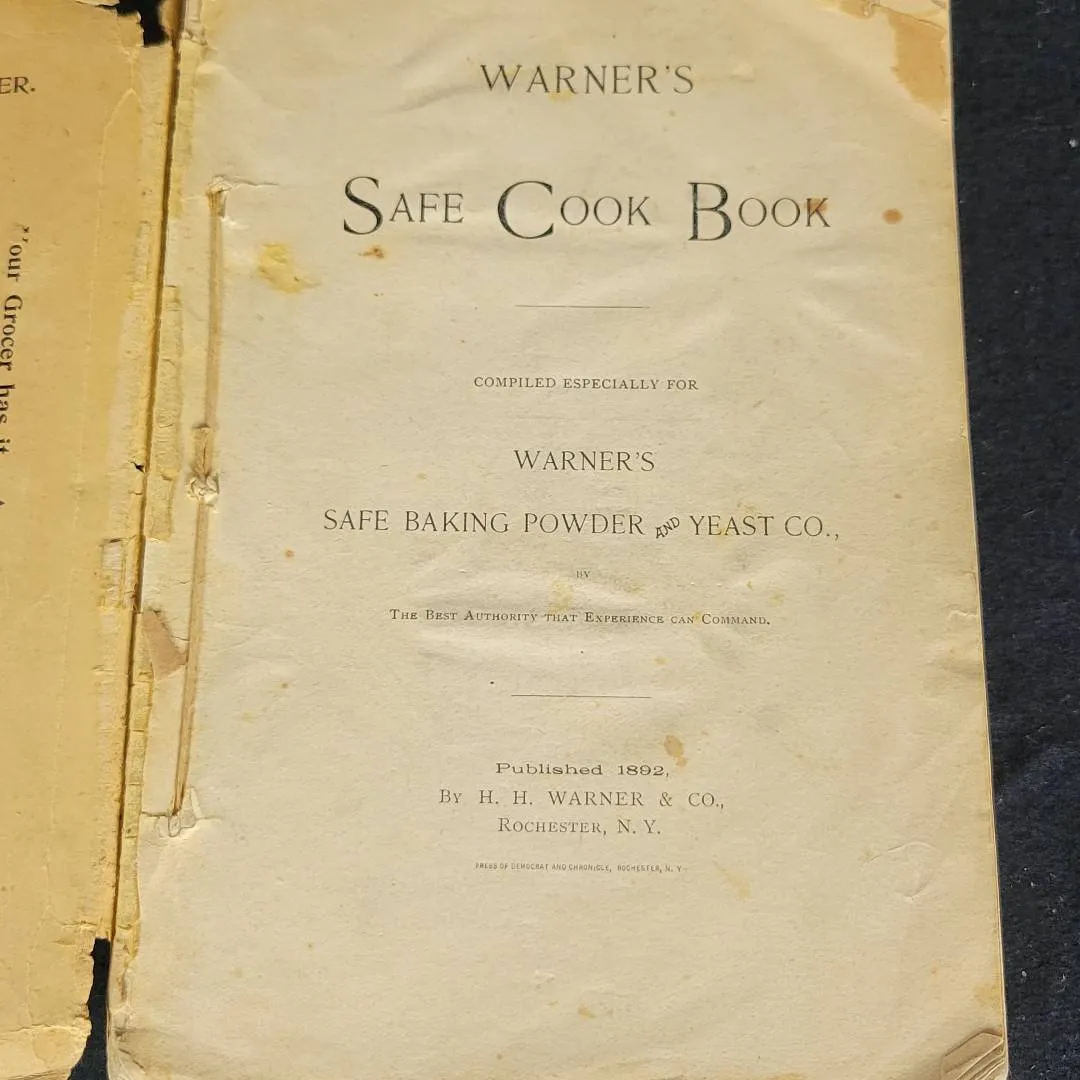 ER.
our Grocer has it.
WARNER'S
SAFE COOK BOOK
COMPILED ESPECIALLY FOR
WARNER'S
SAFE BAKING POWDER AND YEAST CO.,
BY
THE BEST AUTHORITY THAT EXPERIENCE CAN COMMAND.
Published 1892,
BY H. H. WARNER & CO.,
ROCHESTER, N. Y.
PRESS OF DEMOCRAT AND CHRONICLE, ROCHESTER, N. Y.